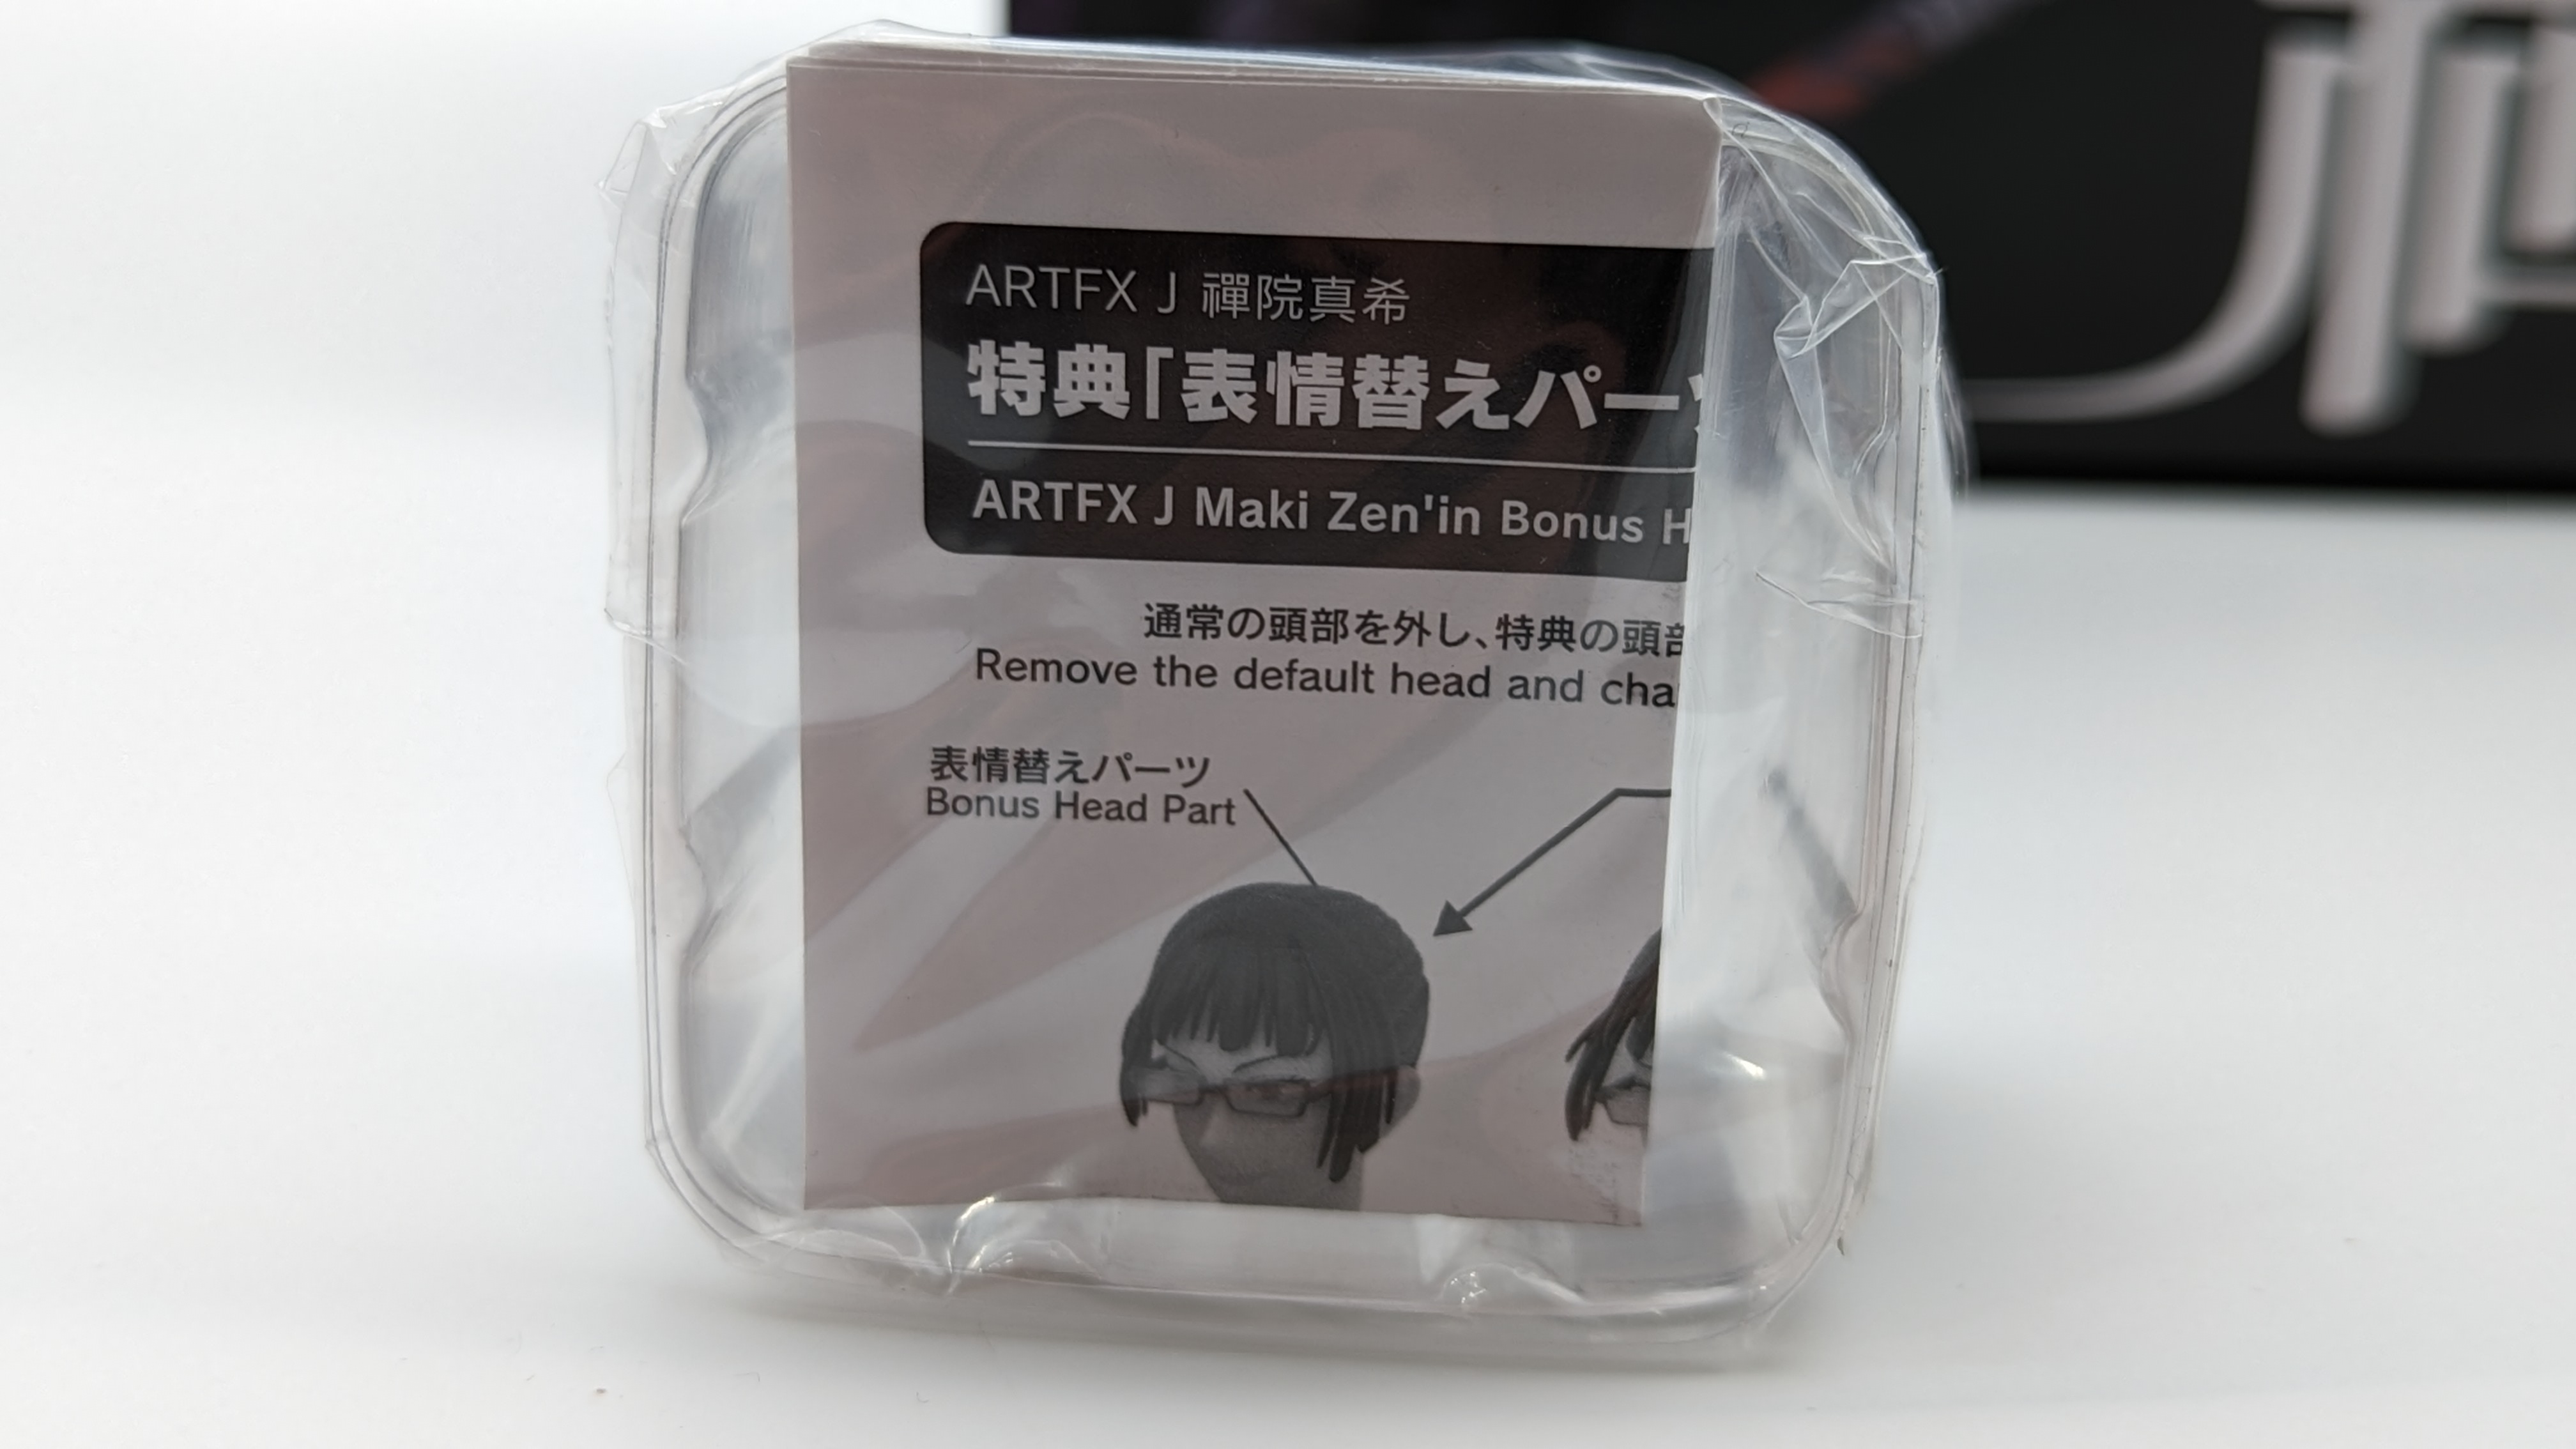 ARTFX J 禪院真希
特典「表情替えパー
ARTFX J Maki Zen'in Bonus H
通常の頭部を外し、特典の頭部
Remove the default head and cha
表情替えパーツ
Bonus Head Part